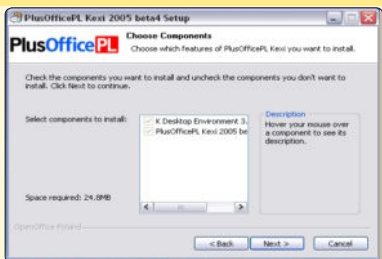 PlusOfficePL Kexi 2005 beta4 Setup
PlusOffice PL
Choose Components
Choose which features of PlusOfficePL Kexi you want to install.
Check the components you want to install and uncheck the components you don't want to
install. Click Next to continue.
Select components to install:
K Desktop Environment 3.
PlusOfficePL Kexi 2005 be
Description
Hover your mouse over
a component to see its
description.
Space required: 24.8MB
OpenOffice Poland
< Back
Next >
Cancel